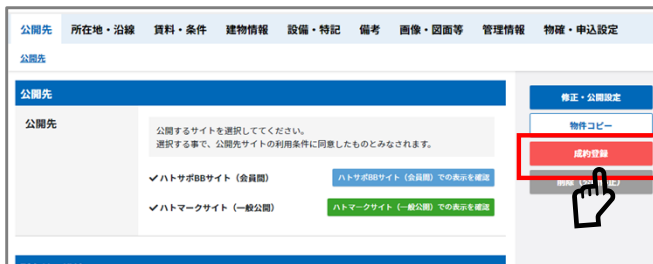 公開先 所在地・沿線 賃料・条件 建物情報 設備・特記 備考 画像・図面等 管理情報 物確・申込設定
公開先
公開先
公開先
公開するサイトを選択しててください。
選択する事で、公開先サイトの利用条件に同意したものとみなされます。
ハトサポBBサイト（会員間） ハトサポBBサイト（会員間）での表示を確認
ハトマークサイト（一般公開） ハトマークサイト（一般公開）での表示を確認
修正・公開設定
物件コピー
成約登録
削除